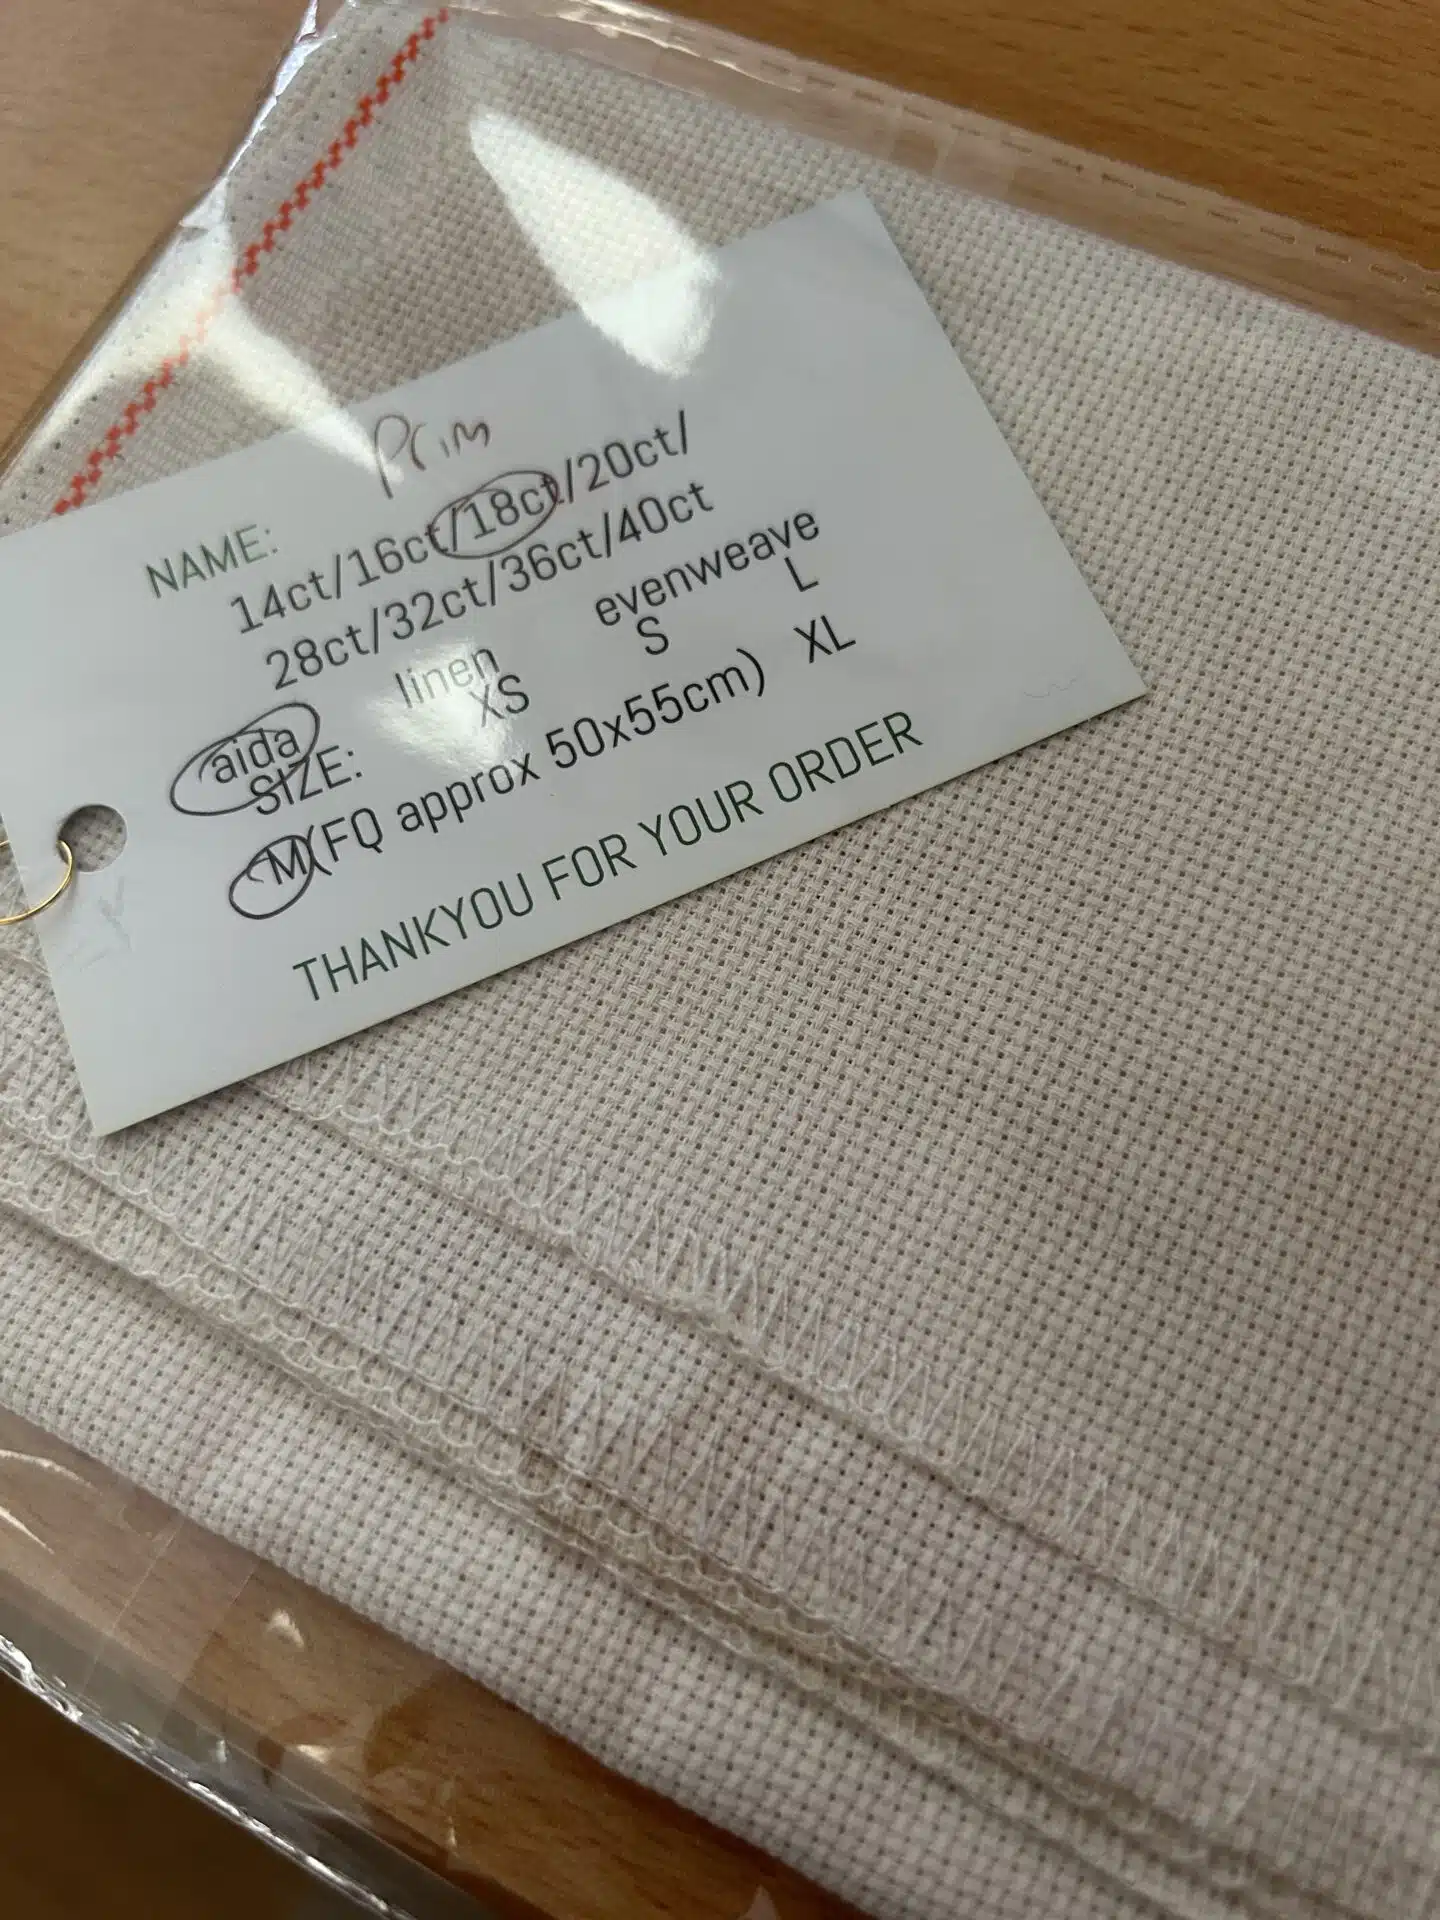 Prim
NAME:
14ct/16ct/18ct/20ct/
28ct/32ct/36ct/40ct
aida linen evenweave
SIZE: XS S L
M(FQ approx 50x55cm) XL
THANKYOU FOR YOUR ORDER